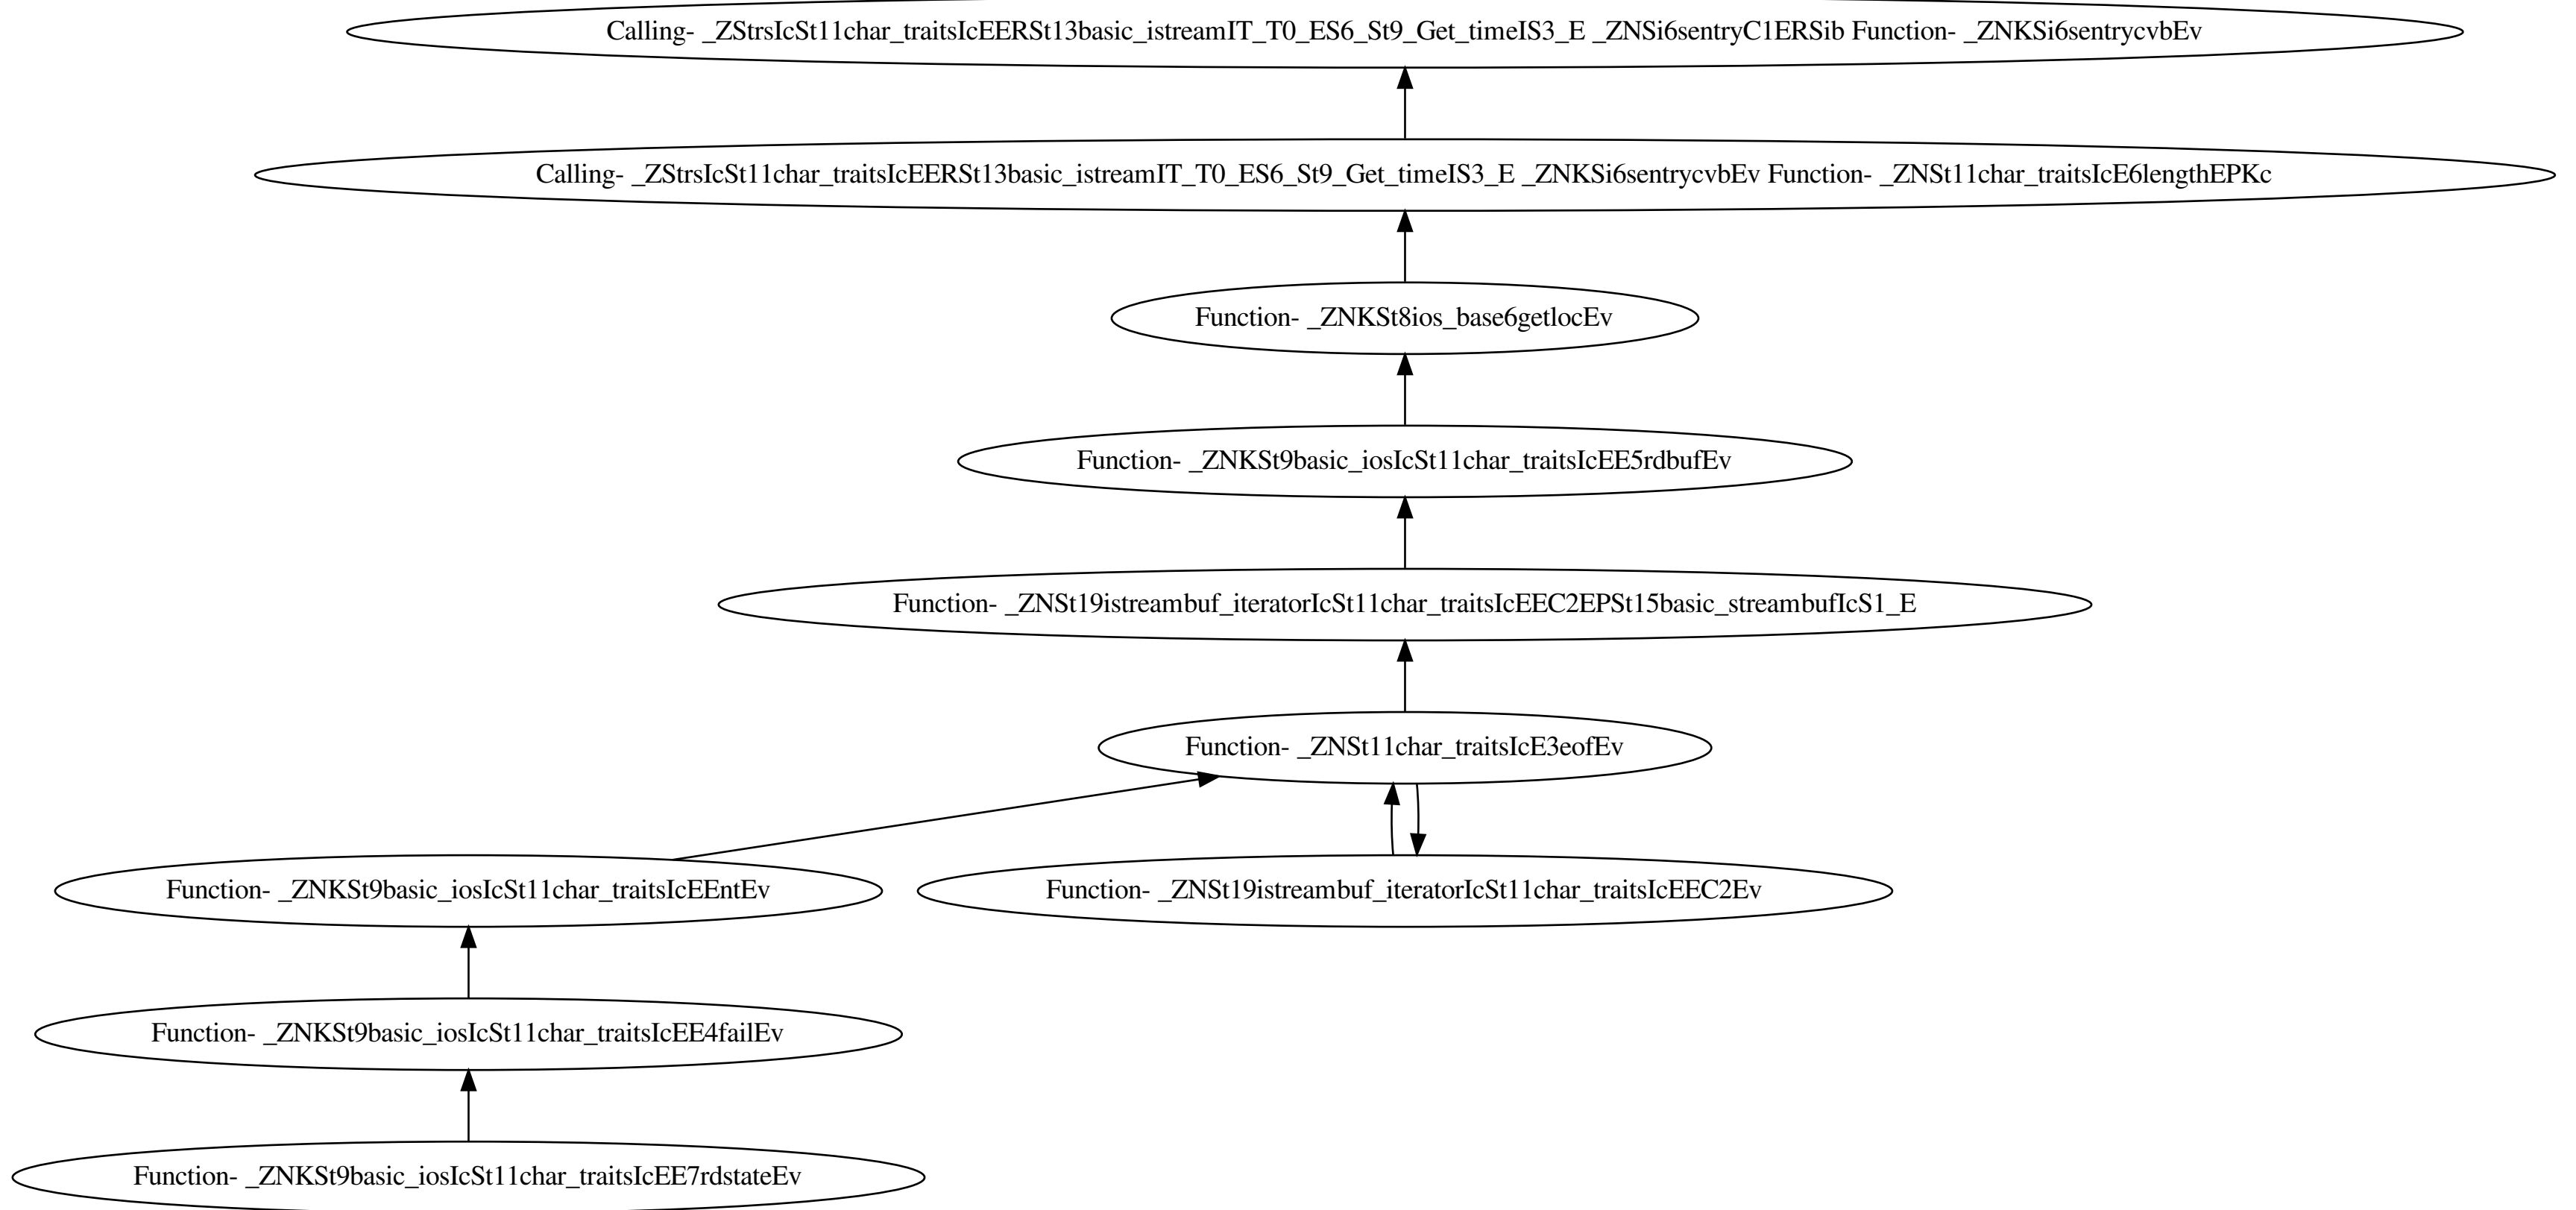 Calling- _ZStrsIcSt11char_traitsIcEERSt13basic_istreamIT_T0_ES6_St9_Get_timeIS3_E _ZNSi6sentryC1ERSib Function- _ZNKSi6sentrycvbEv
Calling- _ZStrsIcSt11char_traitsIcEERSt13basic_istreamIT_T0_ES6_St9_Get_timeIS3_E _ZNKSi6sentrycvbEv Function- _ZNSt11char_traitsIcE6lengthEPKc
Function- _ZNKSt8ios_base6getlocEv
Function- _ZNKSt9basic_iosIcSt11char_traitsIcEE5rdbufEv
Function- _ZNSt19istreambuf_iteratorIcSt11char_traitsIcEEC2EPSt15basic_streambufIcS1_E
Function- _ZNSt11char_traitsIcE3eofEv
Function- _ZNKSt9basic_iosIcSt11char_traitsIcEEntEv
Function- _ZNSt19istreambuf_iteratorIcSt11char_traitsIcEEC2Ev
Function- _ZNKSt9basic_iosIcSt11char_traitsIcEE4failEv
Function- _ZNKSt9basic_iosIcSt11char_traitsIcEE7rdstateEv